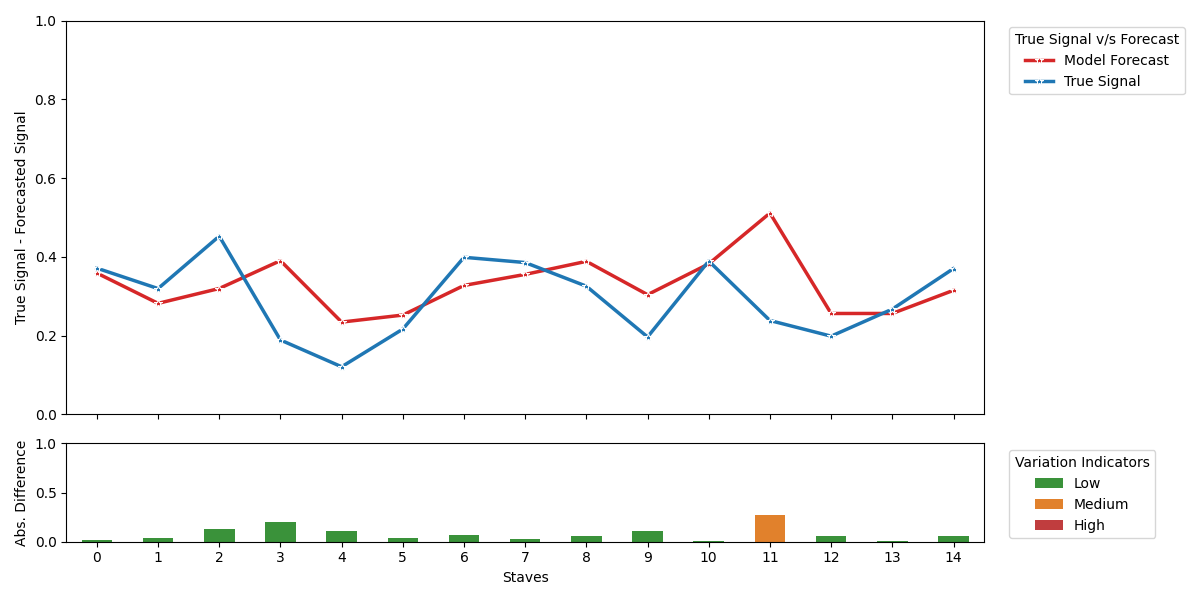 1.0
0.8
0.6
0.4
0.2
0.0
True Signal - Forecasted Signal
True Signal v/s Forecast
Model Forecast
True Signal
1.0
0.5
0.0
Abs. Difference
0 1 2 3 4 5 6 7 8 9 10 11 12 13 14
Staves
Variation Indicators
Low
Medium
High